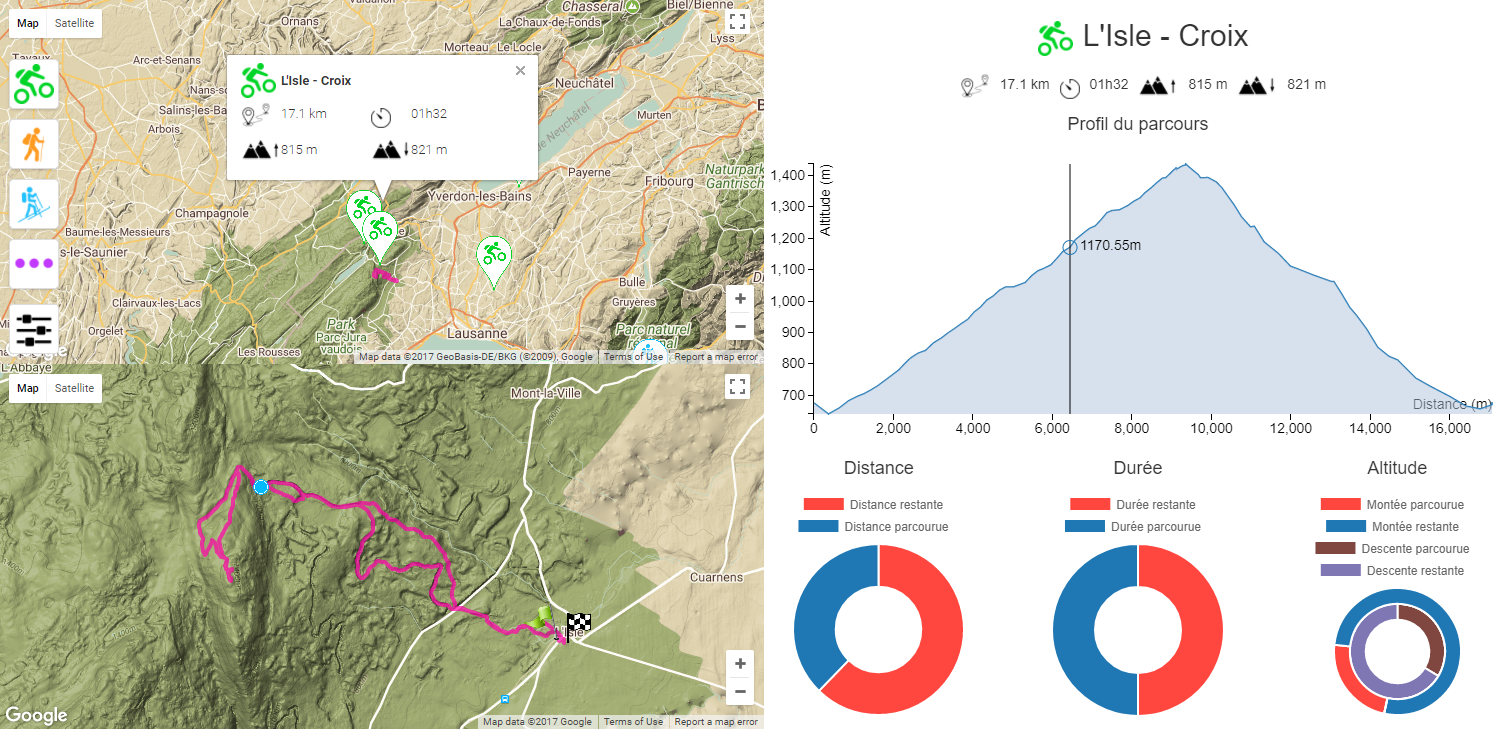 Map Satellite
Ornans
Chasseral
Biel/Bienne
La Chaux-de-Fonds
Lyss
Morteau
Le Locle
Tavaux
Arc-et-Senans
L'Isle - Croix
17.1 km
01h32
815 m
821 m
Neuchâtel
de Neuchâtel
Murten
Salins-les-Ba
Arbois
Payerne
Fribourg
Naturpark
Gantrisch
Yverdon-les-Bains
Champagnole
Baume-les-Messieurs
s-le-Saunier
Bulle
Gruyères
Clairvaux-les-Lacs
Orgelet
Park
Parc Jura
vaudois
Lausanne
Parc naturel
régional
Les Rousses
L'Abbaye
Map data ©2017 GeoBasis-DE/BKG (©2009), Google
Terms of Use
Report a map error
Map Satellite
Mont-la-Ville
Cuarnens
L'Isle
1400m
1420m
Google
Map data ©2017 Google
Terms of Use
Report a map error
L'Isle - Croix
17.1 km
01h32
815 m
821 m
Profil du parcours
Altitude (m)
1,400
1,300
1,200
1,100
1,000
900
800
700
1170.55m
Distance (m)
0 2,000 4,000 6,000 8,000 10,000 12,000 14,000 16,000
Distance
Distance restante
Distance parcourue
Durée
Durée restante
Durée parcourue
Altitude
Montée parcourue
Montée restante
Descente parcourue
Descente restante